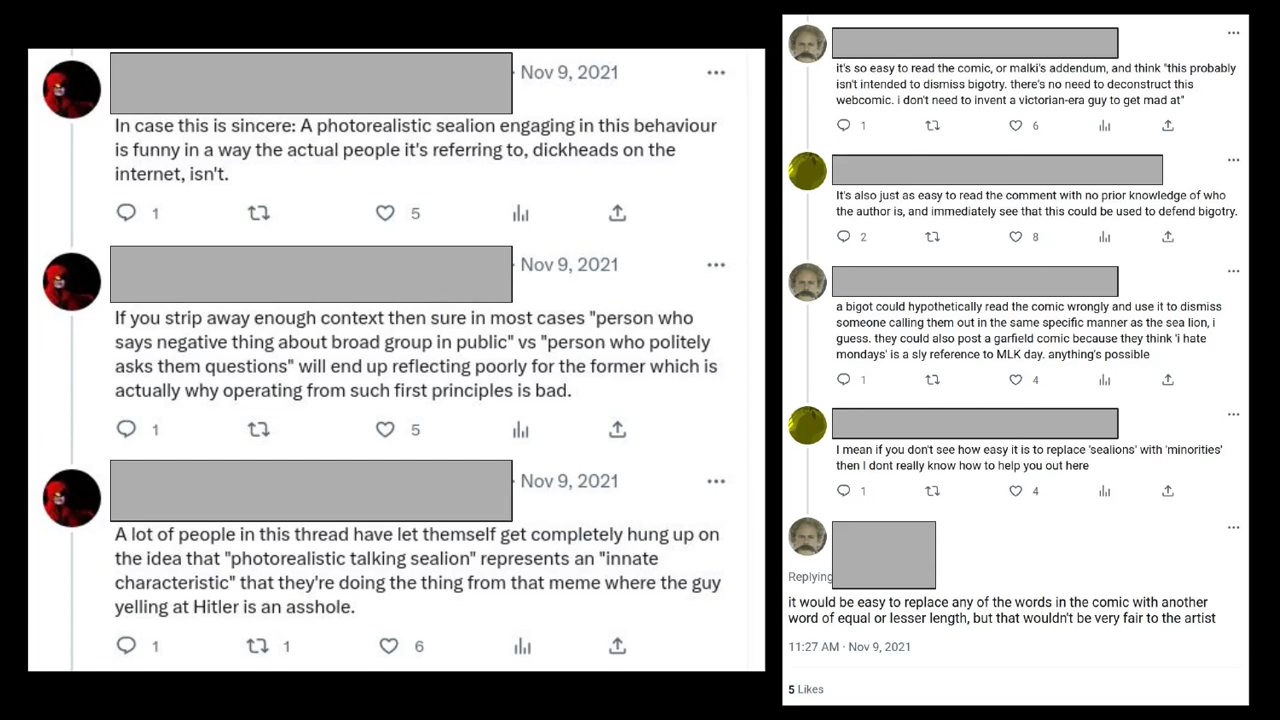 Nov 9, 2021
In case this is sincere: A photorealistic sealion engaging in this behaviour
is funny in a way the actual people it's referring to, dickheads on the
internet, isn't.
1 5
Nov 9, 2021
If you strip away enough context then sure in most cases "person who
says negative thing about broad group in public" vs "person who politely
asks them questions" will end up reflecting poorly for the former which is
actually why operating from such first principles is bad.
1 5
Nov 9, 2021
A lot of people in this thread have let themself get completely hung up on
the idea that "photorealistic talking sealion" represents an "innate
characteristic" that they're doing the thing from that meme where the guy
yelling at Hitler is an asshole.
1 1 6
it's so easy to read the comic, or malki's addendum, and think "this probably
isn't intended to dismiss bigotry. there's no need to deconstruct this
webcomic. i don't need to invent a victorian-era guy to get mad at"
1 6
It's also just as easy to read the comment with no prior knowledge of who
the author is, and immediately see that this could be used to defend bigotry.
2 8
a bigot could hypothetically read the comic wrongly and use it to dismiss
someone calling them out in the same specific manner as the sea lion, i
guess. they could also post a garfield comic because they think 'i hate
mondays' is a sly reference to MLK day. anything's possible
1 4
I mean if you don't see how easy it is to replace 'sealions' with 'minorities'
then I dont really know how to help you out here
1 4
Replying
it would be easy to replace any of the words in the comic with another
word of equal or lesser length, but that wouldn't be very fair to the artist
11:27 AM · Nov 9, 2021
5 Likes